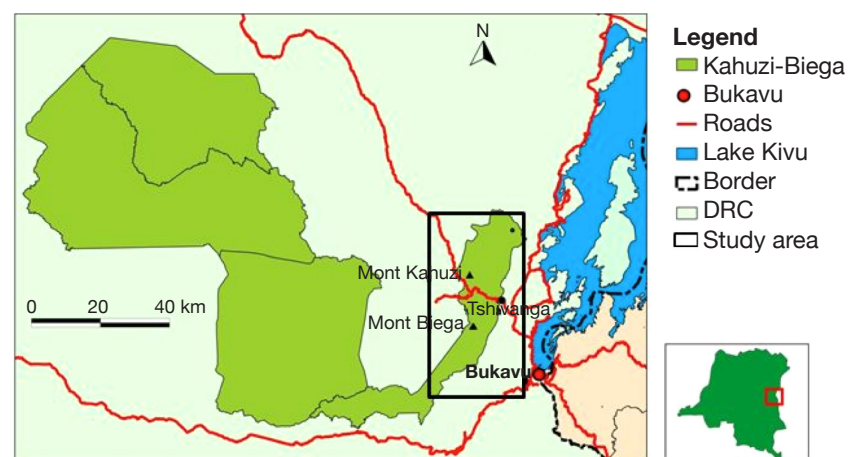 N
Mont Kahuzi
Tshivanga
0 20 40 km
Mont Biega
Bukavu
Legend
Kahuzi-Biega
Bukavu
Roads
Lake Kivu
Border
DRC
Study area